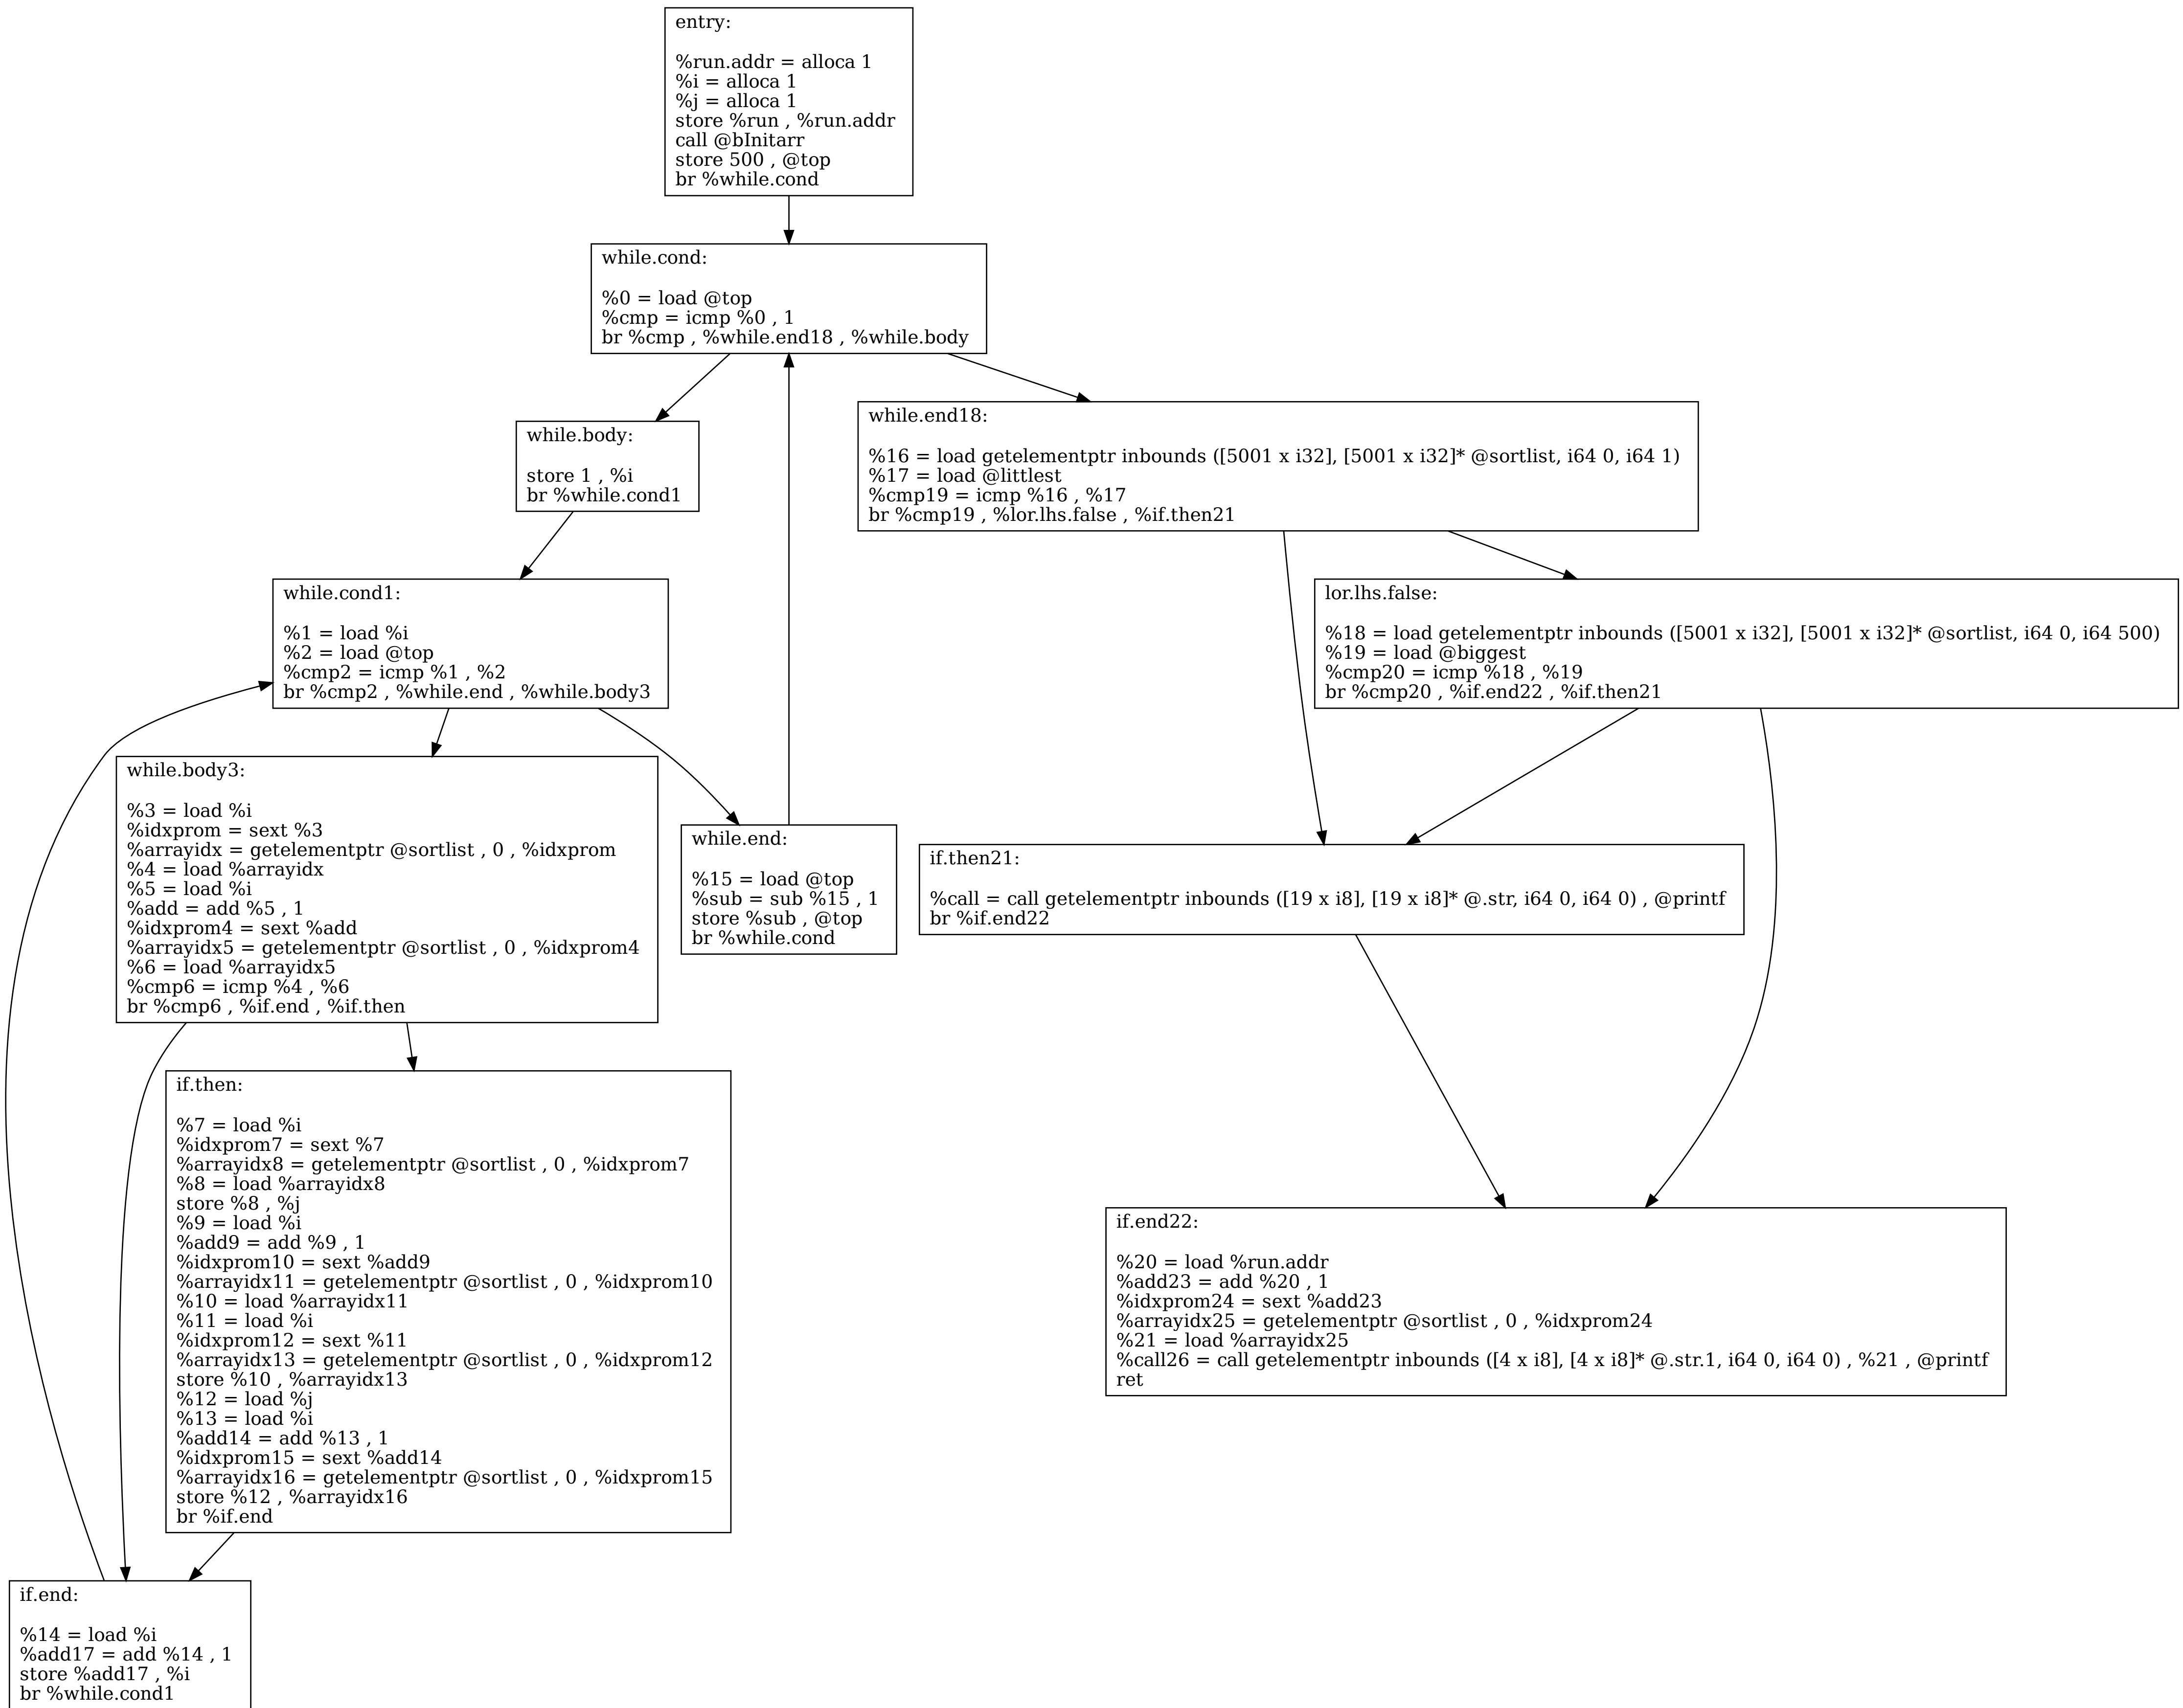 entry:
%run.addr = alloca 1
%i = alloca 1
%j = alloca 1
store %run , %run.addr
call @bInitarr
store 500 , @top
br %while.cond
while.cond:
%0 = load @top
%cmp = icmp %0 , 1
br %cmp , %while.end18 , %while.body
while.body:
store 1 , %i
br %while.cond1
while.end18:
%16 = load getelementptr inbounds ([5001 x i32], [5001 x i32]* @sortlist, i64 0, i64 1)
%17 = load @littlest
%cmp19 = icmp %16 , %17
br %cmp19 , %lor.lhs.false , %if.then21
while.cond1:
%1 = load %i
%2 = load @top
%cmp2 = icmp %1 , %2
br %cmp2 , %while.end , %while.body3
lor.lhs.false:
%18 = load getelementptr inbounds ([5001 x i32], [5001 x i32]* @sortlist, i64 0, i64 500)
%19 = load @biggest
%cmp20 = icmp %18 , %19
br %cmp20 , %if.end22 , %if.then21
while.body3:
%3 = load %i
%idxprom = sext %3
%arrayidx = getelementptr @sortlist , 0 , %idxprom
%4 = load %arrayidx
%5 = load %i
%add = add %5 , 1
%idxprom4 = sext %add
%arrayidx5 = getelementptr @sortlist , 0 , %idxprom4
%6 = load %arrayidx5
%cmp6 = icmp %4 , %6
br %cmp6 , %if.end , %if.then
while.end:
%15 = load @top
%sub = sub %15 , 1
store %sub , @top
br %while.cond
if.then21:
%call = call getelementptr inbounds ([19 x i8], [19 x i8]* @.str, i64 0, i64 0) , @printf
br %if.end22
if.then:
%7 = load %i
%idxprom7 = sext %7
%arrayidx8 = getelementptr @sortlist , 0 , %idxprom7
%8 = load %arrayidx8
store %8 , %j
%9 = load %i
%add9 = add %9 , 1
%idxprom10 = sext %add9
%arrayidx11 = getelementptr @sortlist , 0 , %idxprom10
%10 = load %arrayidx11
%11 = load %i
%idxprom12 = sext %11
%arrayidx13 = getelementptr @sortlist , 0 , %idxprom12
store %10 , %arrayidx13
%12 = load %j
%13 = load %i
%add14 = add %13 , 1
%idxprom15 = sext %add14
%arrayidx16 = getelementptr @sortlist , 0 , %idxprom15
store %12 , %arrayidx16
br %if.end
if.end22:
%20 = load %run.addr
%add23 = add %20 , 1
%idxprom24 = sext %add23
%arrayidx25 = getelementptr @sortlist , 0 , %idxprom24
%21 = load %arrayidx25
%call26 = call getelementptr inbounds ([4 x i8], [4 x i8]* @.str.1, i64 0, i64 0) , %21 , @printf
ret
if.end:
%14 = load %i
%add17 = add %14 , 1
store %add17 , %i
br %while.cond1